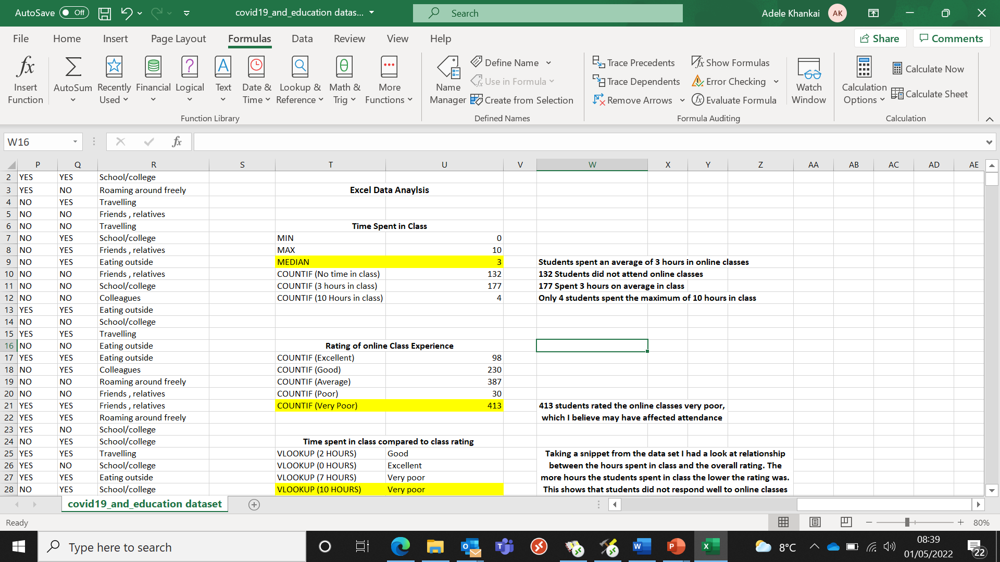 AutoSave Off covid19_and_education datas... Search Adele Khankai AK
File Home Insert Page Layout Formulas Data Review View Help Share Comments
Insert Function
AutoSum
Recently Used
Financial
Logical
Text
Date & Time
Lookup & Reference
Math & Trig
More Functions
Function Library
Name Manager
Define Name
Use in Formula
Create from Selection
Defined Names
Trace Precedents
Trace Dependents
Remove Arrows
Show Formulas
Error Checking
Evaluate Formula
Formula Auditing
Watch Window
Calculation Options
Calculate Now
Calculate Sheet
Calculation
W16 fx
P Q R S T U V W X Y Z AA AB AC AD AE
2 YES YES School/college
3 YES NO Roaming around freely Excel Data Anaylsis
4 NO YES Travelling
5 NO NO Friends , relatives
6 NO NO Travelling Time Spent in Class
7 NO YES School/college MIN 0
8 NO YES Friends , relatives MAX 10
9 NO YES Eating outside MEDIAN 3 Students spent an average of 3 hours in online classes
10 NO NO Friends , relatives COUNTIF (No time in class) 132 132 Students did not attend online classes
11 NO NO School/college COUNTIF (3 hours in class) 177 177 Spent 3 hours on average in class
12 NO NO Colleagues COUNTIF (10 Hours in class) 4 Only 4 students spent the maximum of 10 hours in class
13 YES YES Eating outside
14 NO NO School/college
15 YES YES Travelling
16 NO NO Eating outside Rating of online Class Experience
17 YES YES Eating outside COUNTIF (Excellent) 98
18 NO YES Colleagues COUNTIF (Good) 230
19 NO NO Roaming around freely COUNTIF (Average) 387
20 NO NO Friends , relatives COUNTIF (Poor) 30
21 YES YES Friends , relatives COUNTIF (Very Poor) 413 413 students rated the online classes very poor,
22 YES YES Roaming around freely which I believe may have affected attendance
23 YES NO School/college
24 NO YES School/college Time spent in class compared to class rating
25 YES YES Travelling VLOOKUP (2 HOURS) Good Taking a snippet from the data set I had a look at relationship
26 YES NO School/college VLOOKUP (0 HOURS) Excellent between the hours spent in class and the overall rating. The
27 YES YES Eating outside VLOOKUP (7 HOURS) Very poor more hours the students spent in class the lower the rating was.
28 NO YES School/college VLOOKUP (10 HOURS) Very poor This shows that students did not respond well to online classes
covid19_and_education dataset
Ready 80%
Type here to search 8°C 08:39
01/05/2022 22